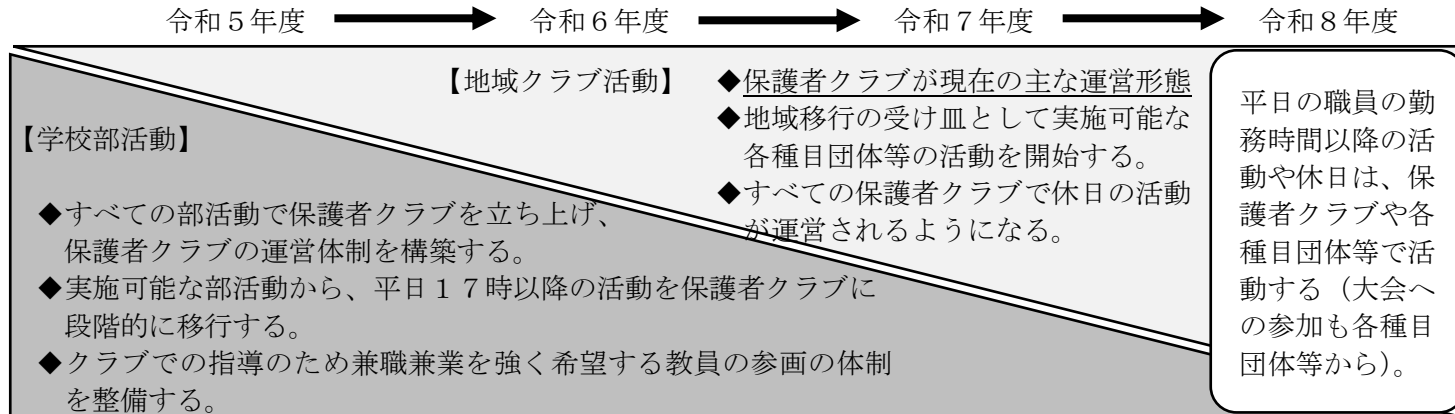 令和５年度 令和６年度 令和７年度 令和８年度
【地域クラブ活動】
◆保護者クラブが現在の主な運営形態
◆地域移行の受け皿として実施可能な
各種目団体等の活動を開始する。
◆すべての保護者クラブで休日の活動
が運営されるようになる。
【学校部活動】
◆すべての部活動で保護者クラブを立ち上げ、
保護者クラブの運営体制を構築する。
◆実施可能な部活動から、平日１７時以降の活動を保護者クラブに
段階的に移行する。
◆クラブでの指導のため兼職兼業を強く希望する教員の参画の体制
を整備する。
平日の職員の勤
務時間以降の活
動や休日は、保
護者クラブや各
種目団体等で活
動する（大会へ
の参加も各種目
団体等から）。